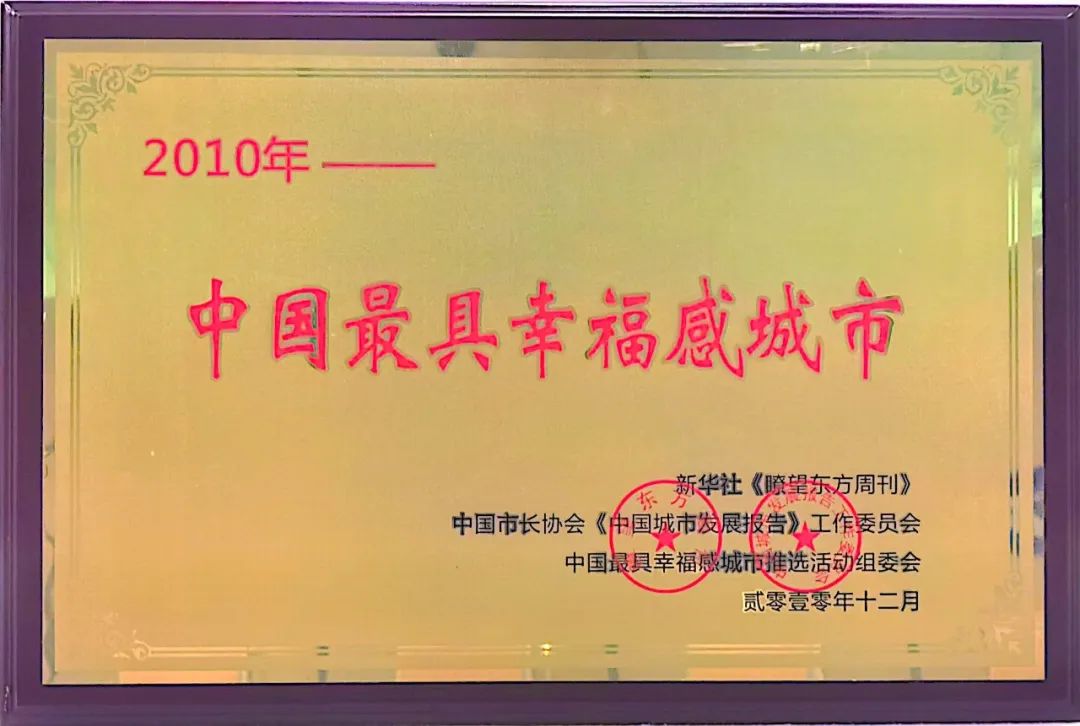 2010年 ——
中国最具幸福感城市
新华社《瞭望东方周刊》
中国市长协会《中国城市发展报告》工作委员会
中国最具幸福感城市推选活动组委会
贰零壹零年十二月